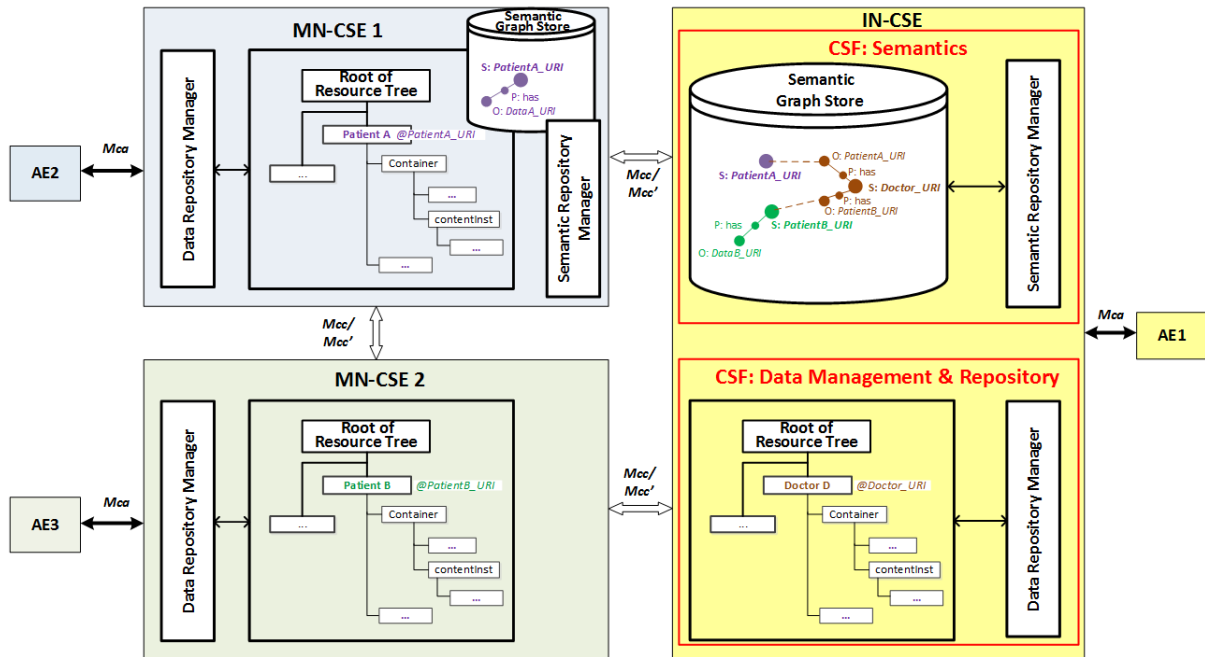 MN-CSE 1
Semantic
Graph Store
S: PatientA_URI
P: has
O: DataA_URI
Data Repository Manager
Root of
Resource Tree
Patient A
@PatientA_URI
...
Container
...
contentInst
...
...
Semantic Repository
Manager
AE2
Mca
Mcc/
Mcc’
IN-CSE
CSF: Semantics
Semantic
Graph Store
S: PatientA_URI
O: PatientA_URI
P: has
S: Doctor_URI
P: has
O: PatientB_URI
P: has
S: PatientB_URI
O: DataB_URI
Semantic Repository Manager
Mca
AE1
Mcc/
Mcc’
MN-CSE 2
Data Repository Manager
Root of
Resource Tree
Patient B
@PatientB_URI
...
Container
...
contentInst
...
...
AE3
Mca
Mcc/
Mcc’
CSF: Data Management & Repository
Root of
Resource Tree
Doctor D
@Doctor_URI
...
Container
...
contentInst
...
...
Data Repository Manager